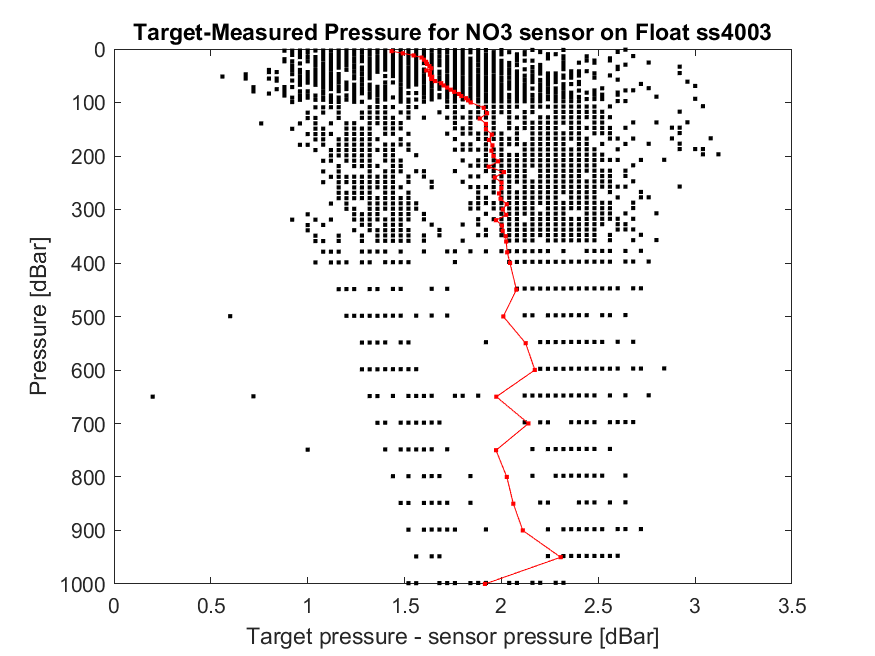 Target-Measured Pressure for NO3 sensor on Float ss4003
0
100
200
300
400
500
600
700
800
900
1000
Pressure [dBar]
0 0.5 1 1.5 2 2.5 3 3.5
Target pressure - sensor pressure [dBar]